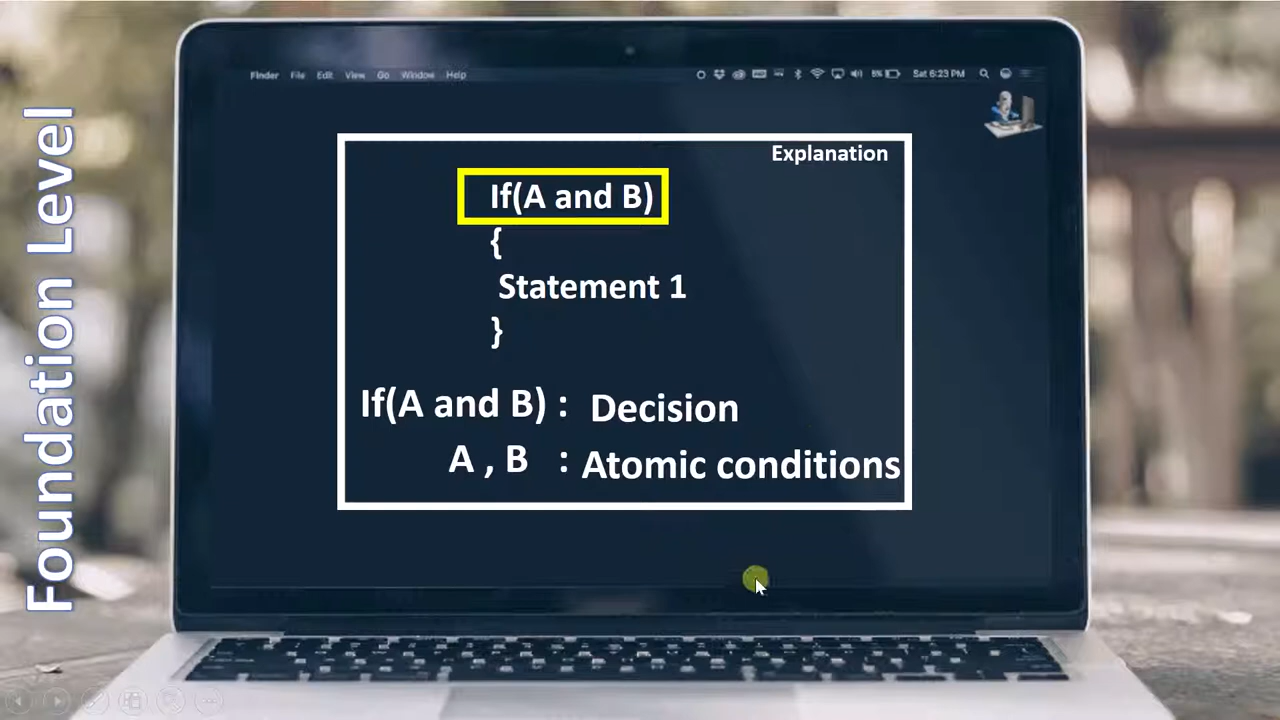 Foundation Level
Finder File Edit View Go Window Help
Sat 6:23 PM
Explanation
If(A and B)
{
Statement 1
}
If(A and B) : Decision
A , B : Atomic conditions